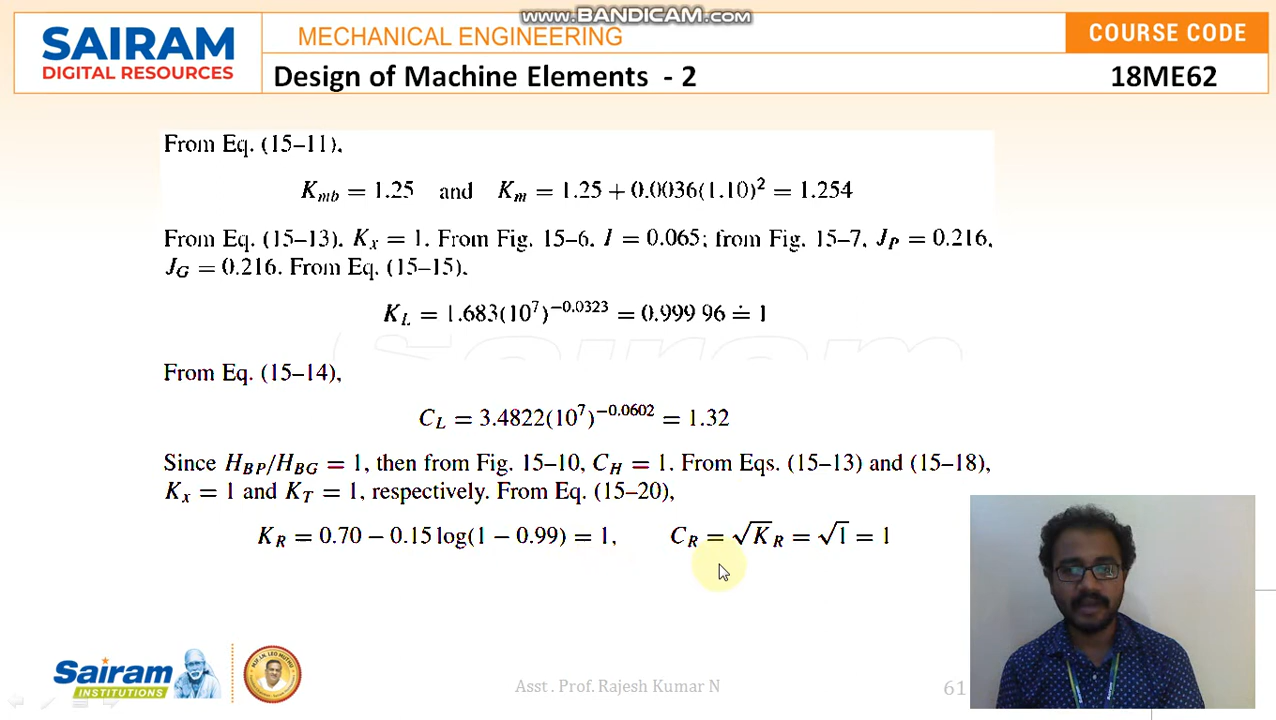 www.BANDICAM.com
SAIRAM
DIGITAL RESOURCES
MECHANICAL ENGINEERING
COURSE CODE
Design of Machine Elements - 2
18ME62
From Eq. (15–11),
K_mb = 1.25 and K_m = 1.25 + 0.0036(1.10)² = 1.254
From Eq. (15–13), K_x = 1. From Fig. 15–6, I = 0.065; from Fig. 15–7, J_P = 0.216,
J_G = 0.216. From Eq. (15–15),
K_L = 1.683(10⁷)^−0.0323 = 0.999 96 ≐ 1
From Eq. (15–14),
C_L = 3.4822(10⁷)^−0.0602 = 1.32
Since H_BP/H_BG = 1, then from Fig. 15–10, C_H = 1. From Eqs. (15–13) and (15–18),
K_x = 1 and K_T = 1, respectively. From Eq. (15–20),
K_R = 0.70 − 0.15 log(1 − 0.99) = 1, C_R = √K_R = √1 = 1
Sairam
INSTITUTIONS
Asst . Prof. Rajesh Kumar N
61